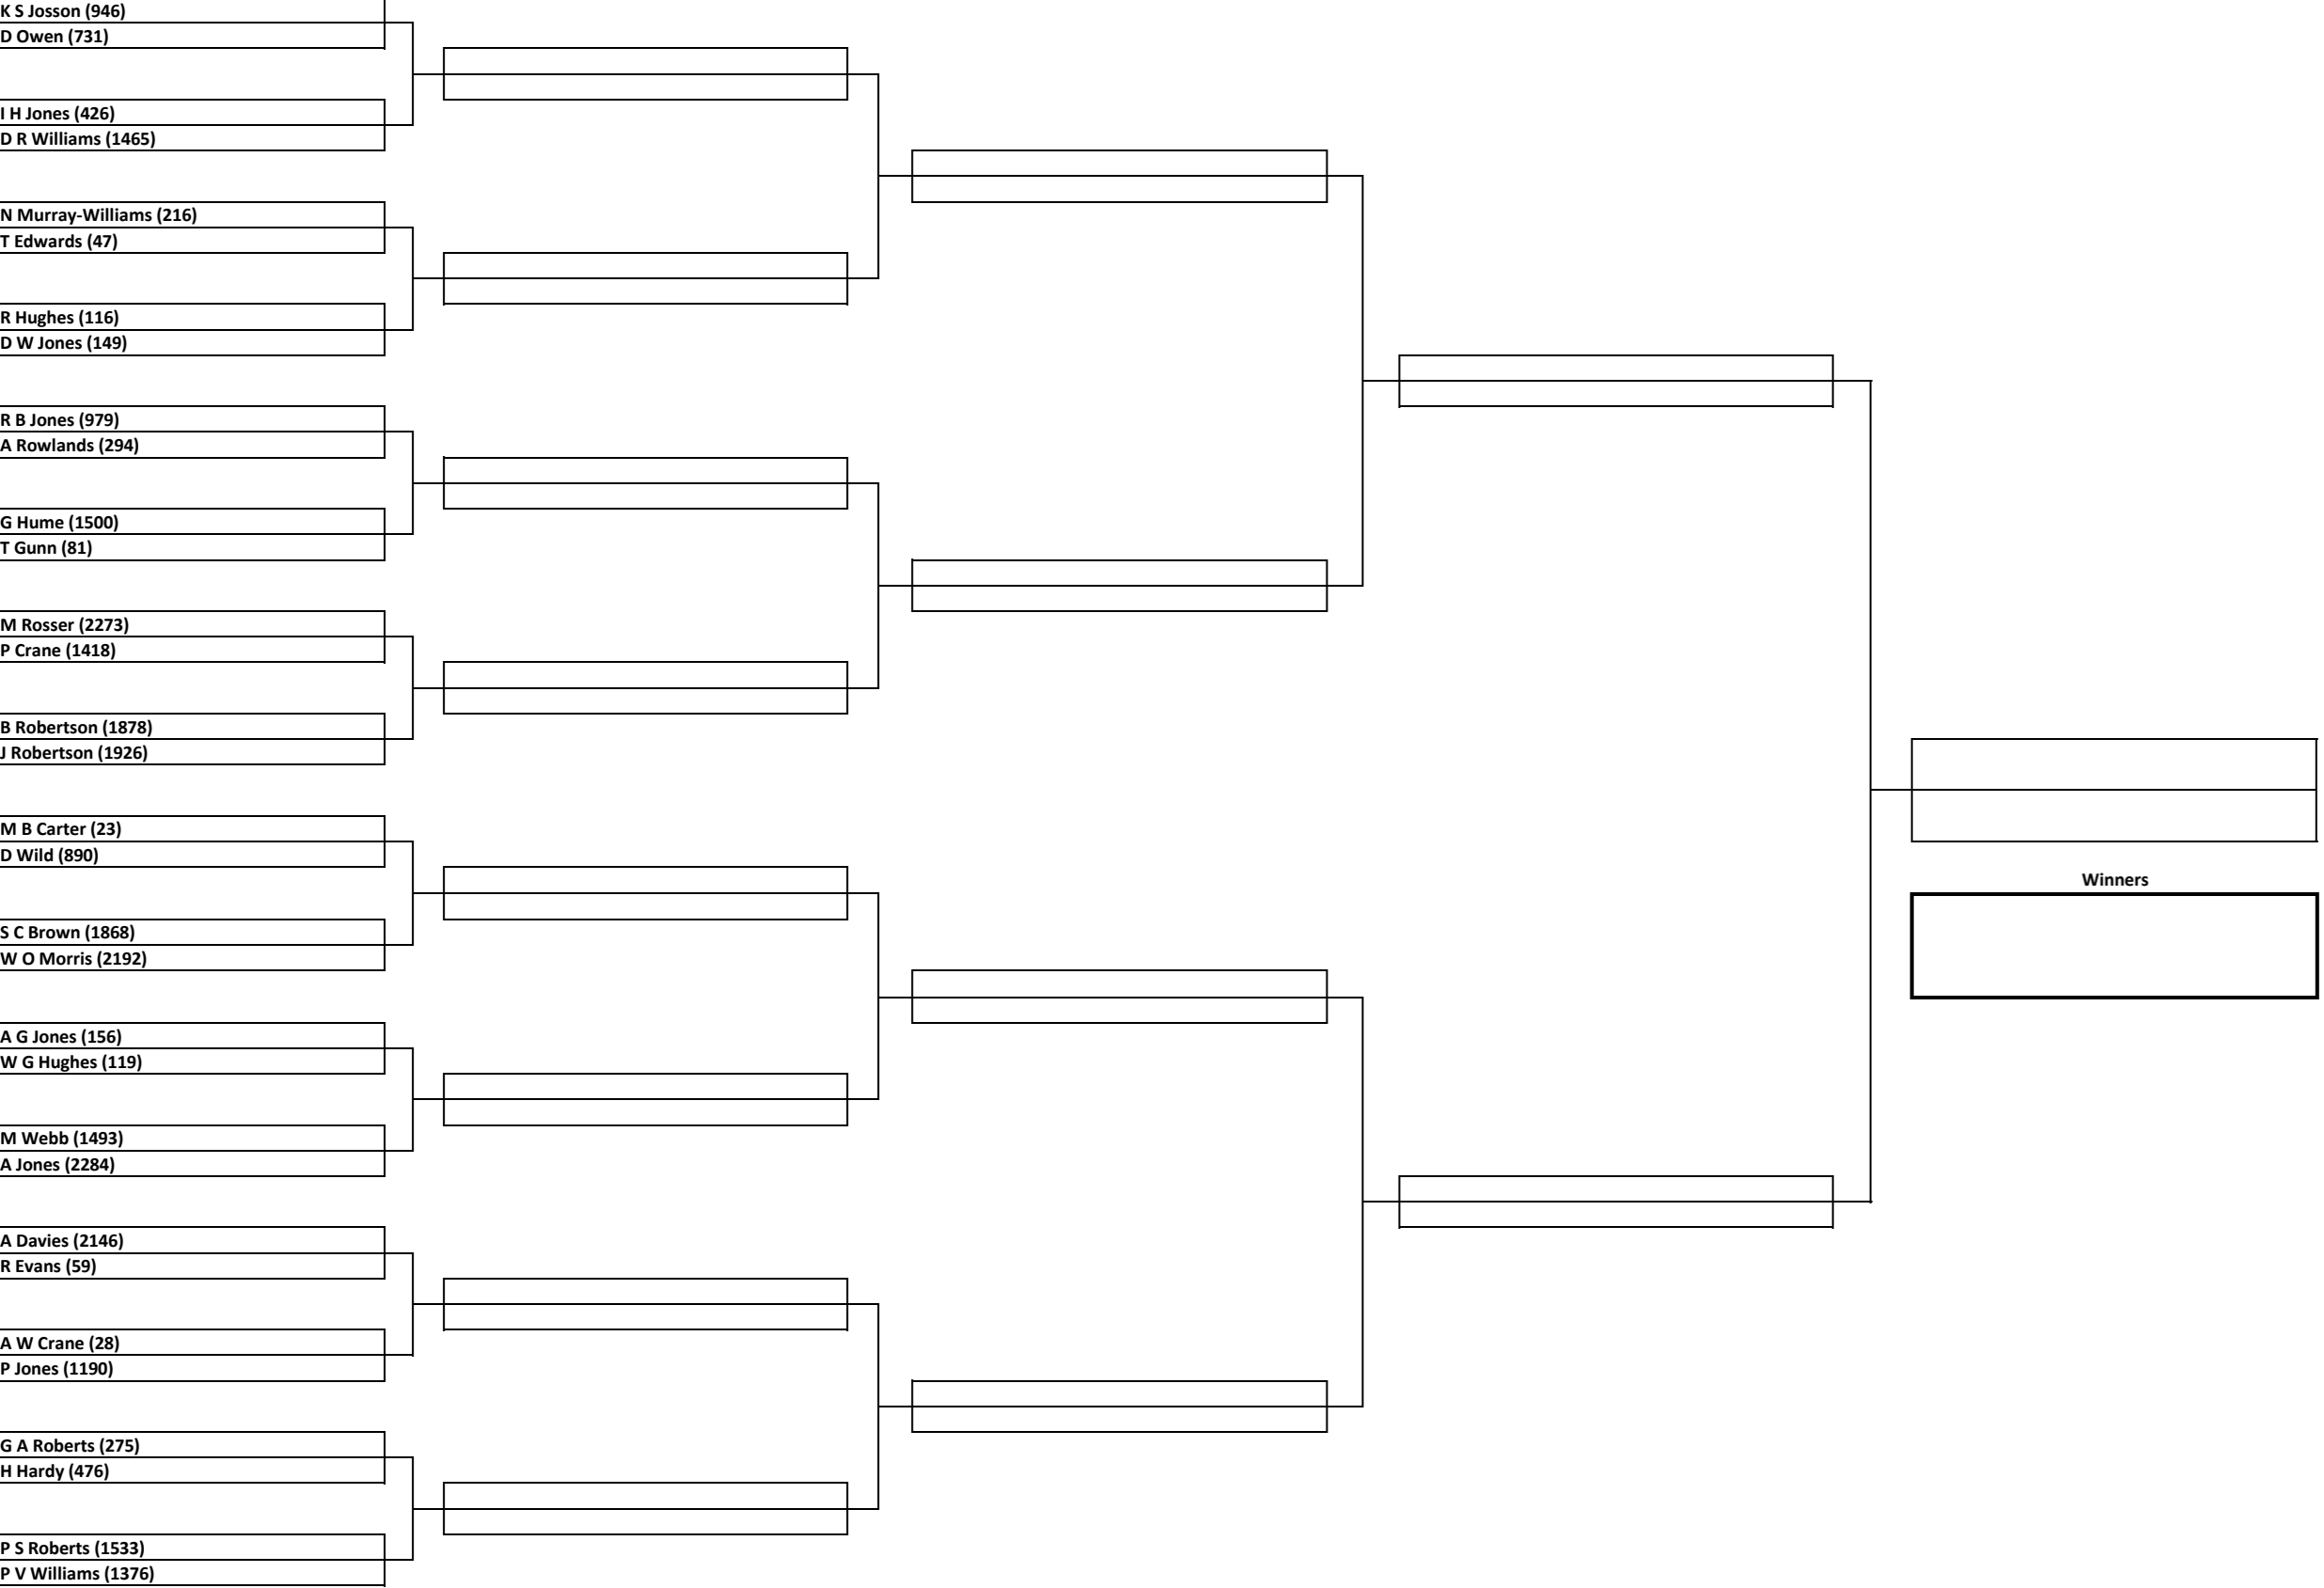 K S Josson (946)
D Owen (731)
I H Jones (426)
D R Williams (1465)
N Murray-Williams (216)
T Edwards (47)
R Hughes (116)
D W Jones (149)
R B Jones (979)
A Rowlands (294)
G Hume (1500)
T Gunn (81)
M Rosser (2273)
P Crane (1418)
B Robertson (1878)
J Robertson (1926)
M B Carter (23)
D Wild (890)
Winners
S C Brown (1868)
W O Morris (2192)
A G Jones (156)
W G Hughes (119)
M Webb (1493)
A Jones (2284)
A Davies (2146)
R Evans (59)
A W Crane (28)
P Jones (1190)
G A Roberts (275)
H Hardy (476)
P S Roberts (1533)
P V Williams (1376)